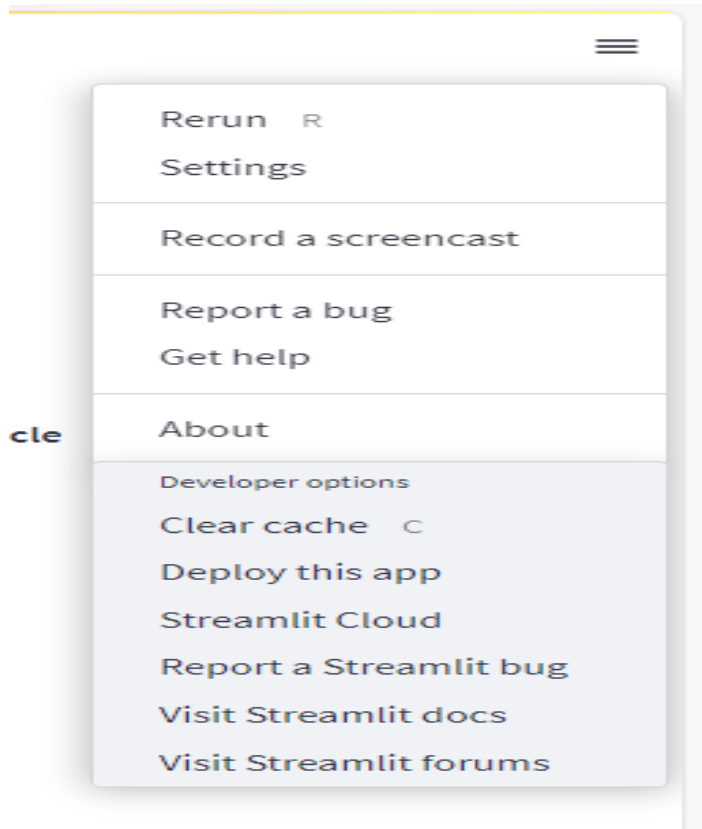 Rerun R
Settings
Record a screencast
Report a bug
Get help
About
cle
Developer options
Clear cache C
Deploy this app
Streamlit Cloud
Report a Streamlit bug
Visit Streamlit docs
Visit Streamlit forums